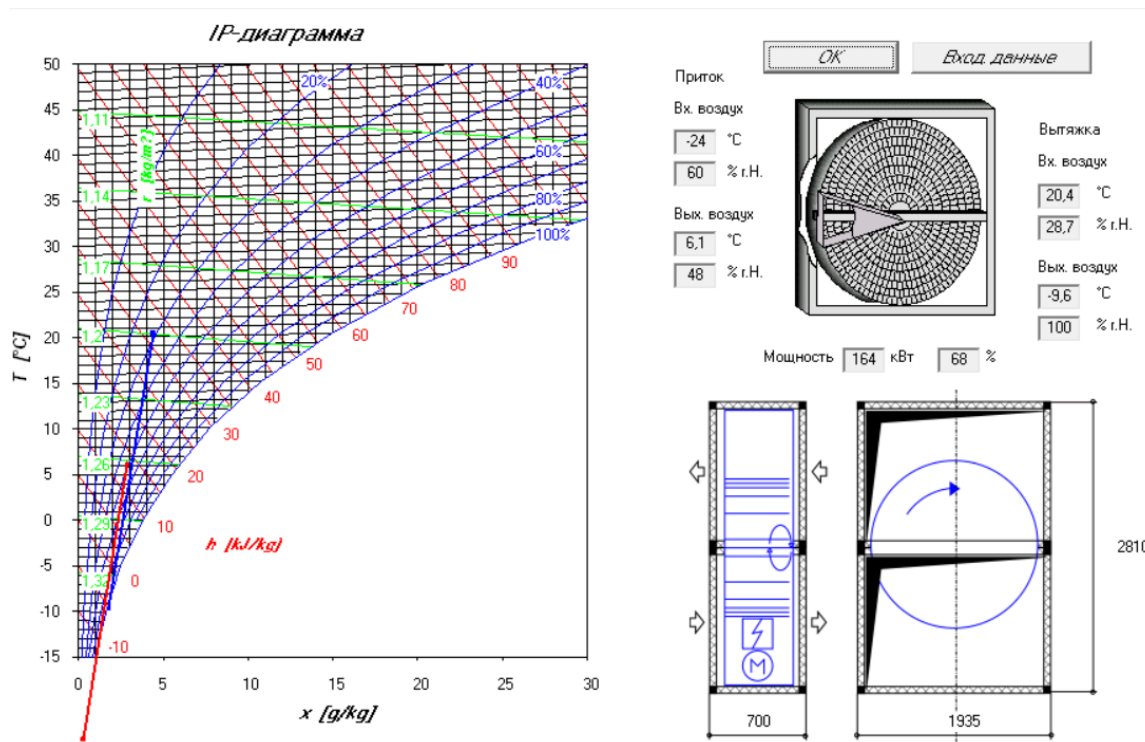 IP-диаграмма
50
45
40
35
30
25
20
15
10
5
0
-5
-10
-15
T [°C]
1,11
1,14
1,17
1,2
1,23
1,26
1,29
1,32
r [kg/m?]
20%
40%
60%
80%
100%
90
80
70
60
50
40
30
20
10
0
-10
h [kJ/kg]
0 5 10 15 20 25 30
x [g/kg]
OK
Вход данные
Приток
Вх. воздух
-24 °C
60 % r.H.
Вых. воздух
6,1 °C
48 % r.H.
Вытяжка
Вх. воздух
20,4 °C
28,7 % r.H.
Вых. воздух
-9,6 °C
100 % r.H.
Мощность 164 кВт 68 %
M
2810
700
1935